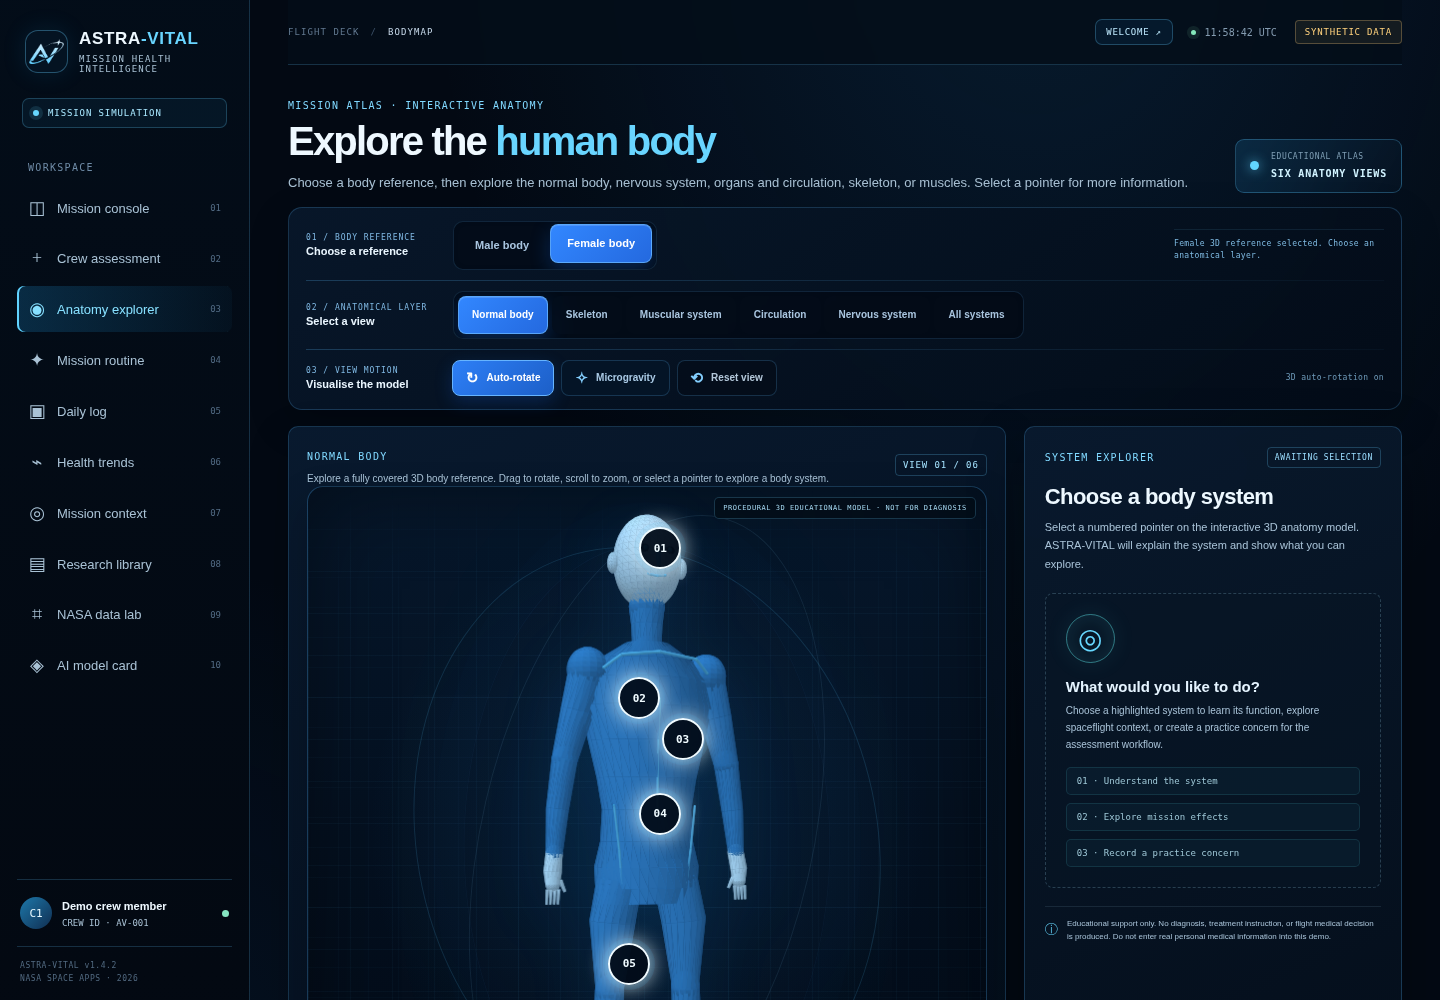 ASTRA-VITAL
MISSION HEALTH
INTELLIGENCE
MISSION SIMULATION
WORKSPACE
Mission console 01
Crew assessment 02
Anatomy explorer 03
Mission routine 04
Daily log 05
Health trends 06
Mission context 07
Research library 08
NASA data lab 09
AI model card 10
C1
Demo crew member
CREW ID · AV-001
ASTRA-VITAL v1.4.2
NASA SPACE APPS · 2026
FLIGHT DECK / BODYMAP
WELCOME ↗
11:58:42 UTC
SYNTHETIC DATA
MISSION ATLAS · INTERACTIVE ANATOMY
Explore the human body
Choose a body reference, then explore the normal body, nervous system, organs and circulation, skeleton, or muscles. Select a pointer for more information.
EDUCATIONAL ATLAS
SIX ANATOMY VIEWS
01 / BODY REFERENCE
Choose a reference
Male body
Female body
Female 3D reference selected. Choose an
anatomical layer.
02 / ANATOMICAL LAYER
Select a view
Normal body
Skeleton
Muscular system
Circulation
Nervous system
All systems
03 / VIEW MOTION
Visualise the model
↻ Auto-rotate
Microgravity
Reset view
3D auto-rotation on
NORMAL BODY
Explore a fully covered 3D body reference. Drag to rotate, scroll to zoom, or select a pointer to explore a body system.
VIEW 01 / 06
PROCEDURAL 3D EDUCATIONAL MODEL · NOT FOR DIAGNOSIS
01
02
03
04
05
SYSTEM EXPLORER
AWAITING SELECTION
Choose a body system
Select a numbered pointer on the interactive 3D anatomy model.
ASTRA-VITAL will explain the system and show what you can
explore.
What would you like to do?
Choose a highlighted system to learn its function, explore
spaceflight context, or create a practice concern for the
assessment workflow.
01 · Understand the system
02 · Explore mission effects
03 · Record a practice concern
Educational support only. No diagnosis, treatment instruction, or flight medical decision
is produced. Do not enter real personal medical information into this demo.